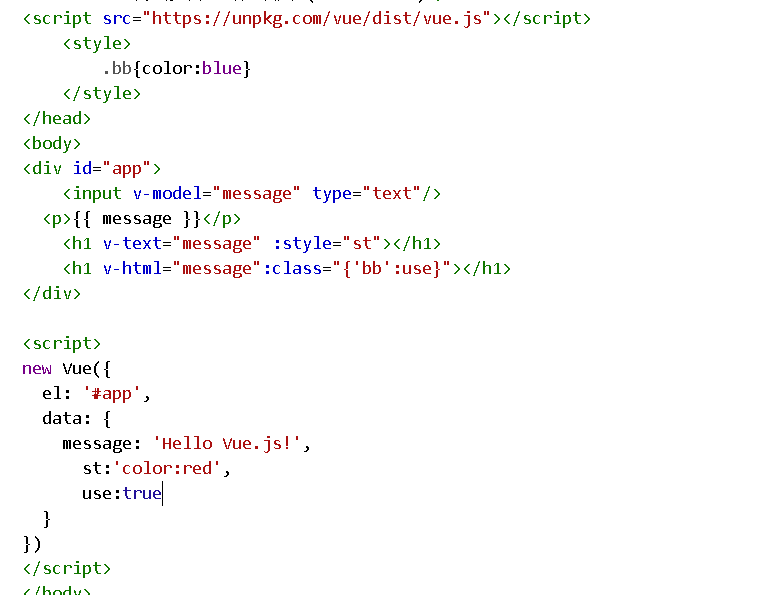 <script src="https://unpkg.com/vue/dist/vue.js"></script>
    <style>
        .bb{color:blue}
    </style>
</head>
<body>
<div id="app">
    <input v-model="message" type="text"/>
  <p>{{ message }}</p>
    <h1 v-text="message" :style="st"></h1>
    <h1 v-html="message":class="{'bb':use}"></h1>
</div>

<script>
new Vue({
  el: '#app',
  data: {
    message: 'Hello Vue.js!',
      st:'color:red',
      use:true
  }
})
</script>
</body>